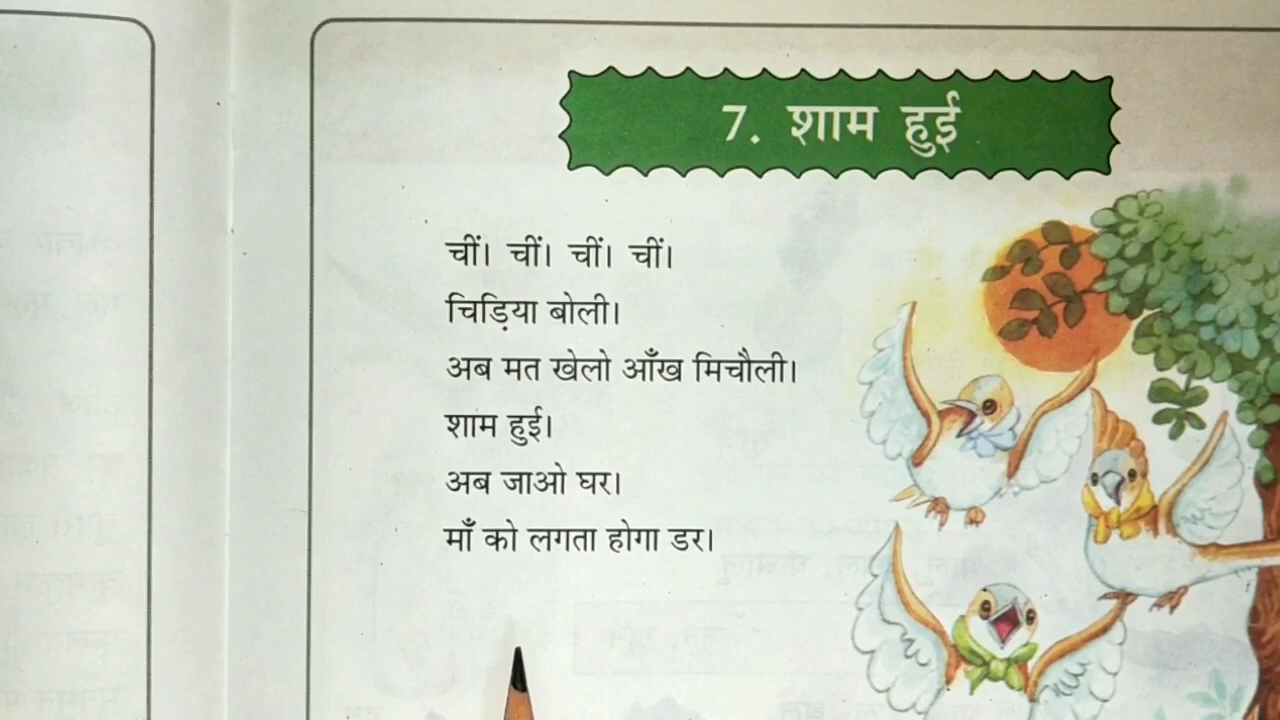 7. शाम हुई
चीं। चीं। चीं। चीं।
चिड़िया बोली।
अब मत खेलो आँख मिचौली।
शाम हुई।
अब जाओ घर।
माँ को लगता होगा डर।